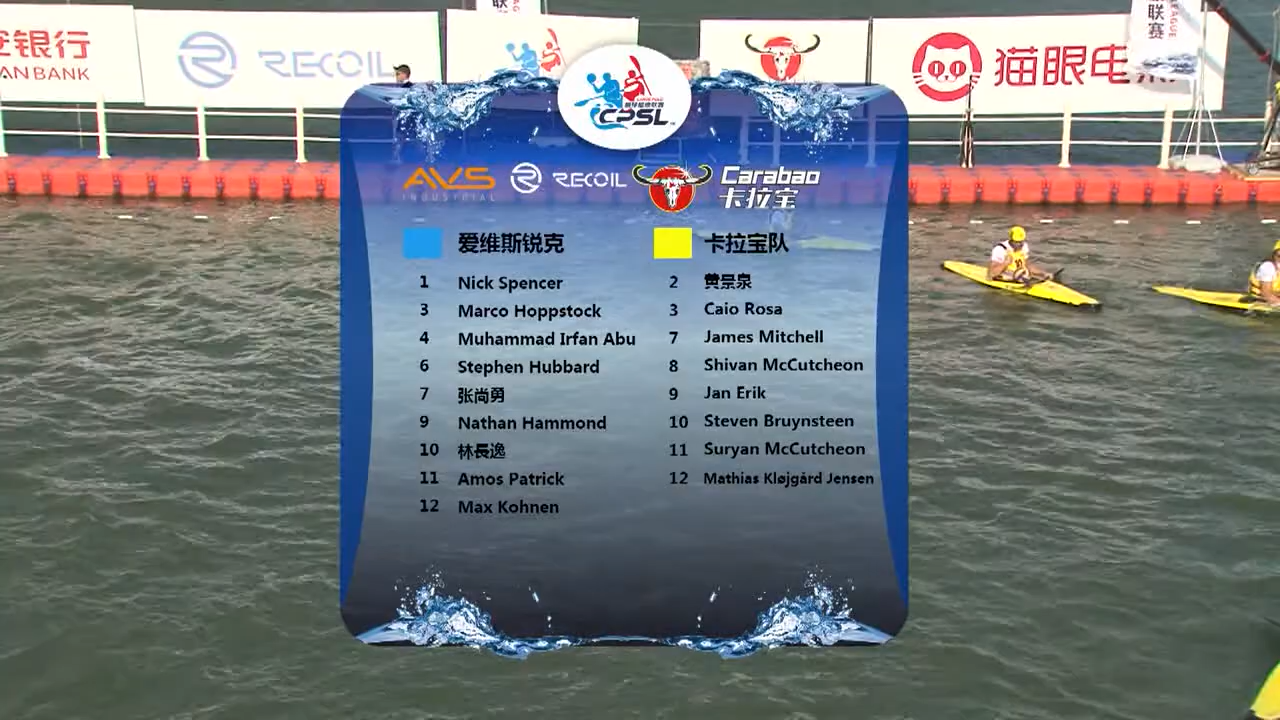 银行
AN BANK
RECOIL
联赛
LEAGUE
猫眼电
CPSL
AVS
INDUSTRIAL
RECOIL
Carabao
卡拉宝
爱维斯锐克
卡拉宝队
1 Nick Spencer
2 黄景泉
3 Marco Hoppstock
3 Caio Rosa
4 Muhammad Irfan Abu
7 James Mitchell
6 Stephen Hubbard
8 Shivan McCutcheon
7 张尚勇
9 Jan Erik
9 Nathan Hammond
10 Steven Bruynsteen
10 林長逸
11 Suryan McCutcheon
11 Amos Patrick
12 Mathias Kløjgård Jensen
12 Max Kohnen